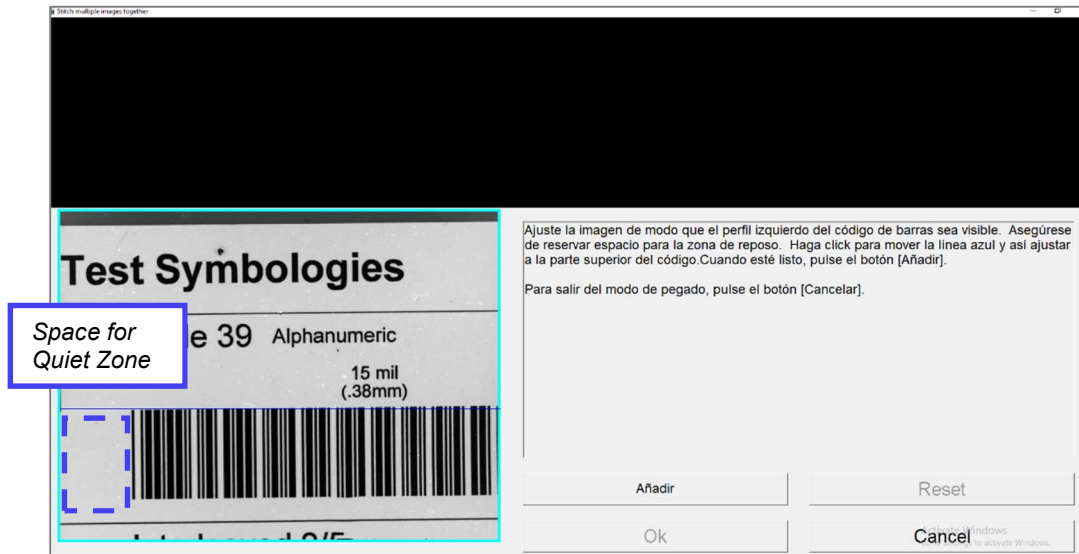 Stitch multiple images together
Test Symbologies
e 39 Alphanumeric
15 mil
(.38mm)
Space for
Quiet Zone
Ajuste la imagen de modo que el perfil izquierdo del código de barras sea visible. Asegúrese
de reservar espacio para la zona de reposo. Haga click para mover la línea azul y así ajustar
a la parte superior del código.Cuando esté listo, pulse el botón [Añadir].
Para salir del modo de pegado, pulse el botón [Cancelar].
Añadir
Reset
Ok
Cancel
Activate Windows
to activate Windows.